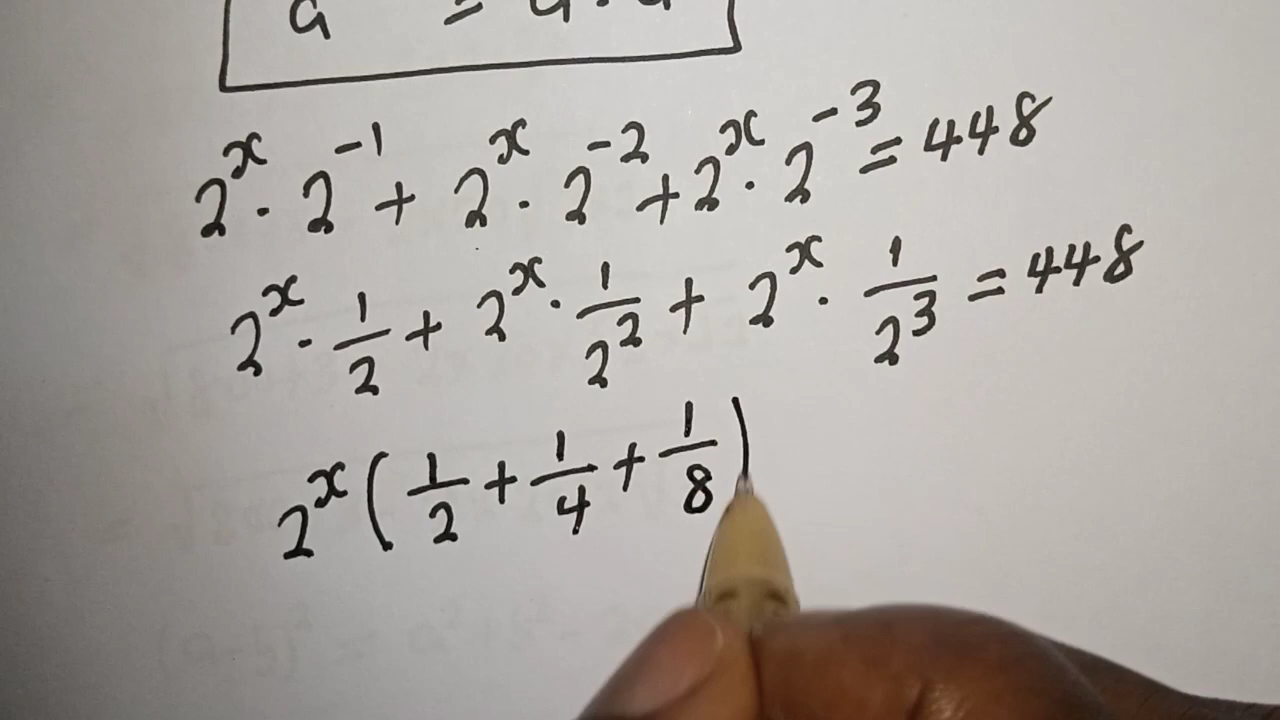 a = a . a
2^x . 2^-1 + 2^x . 2^-2 + 2^x . 2^-3 = 448
2^x . 1/2 + 2^x . 1/2^2 + 2^x . 1/2^3 = 448
2^x ( 1/2 + 1/4 + 1/8 )